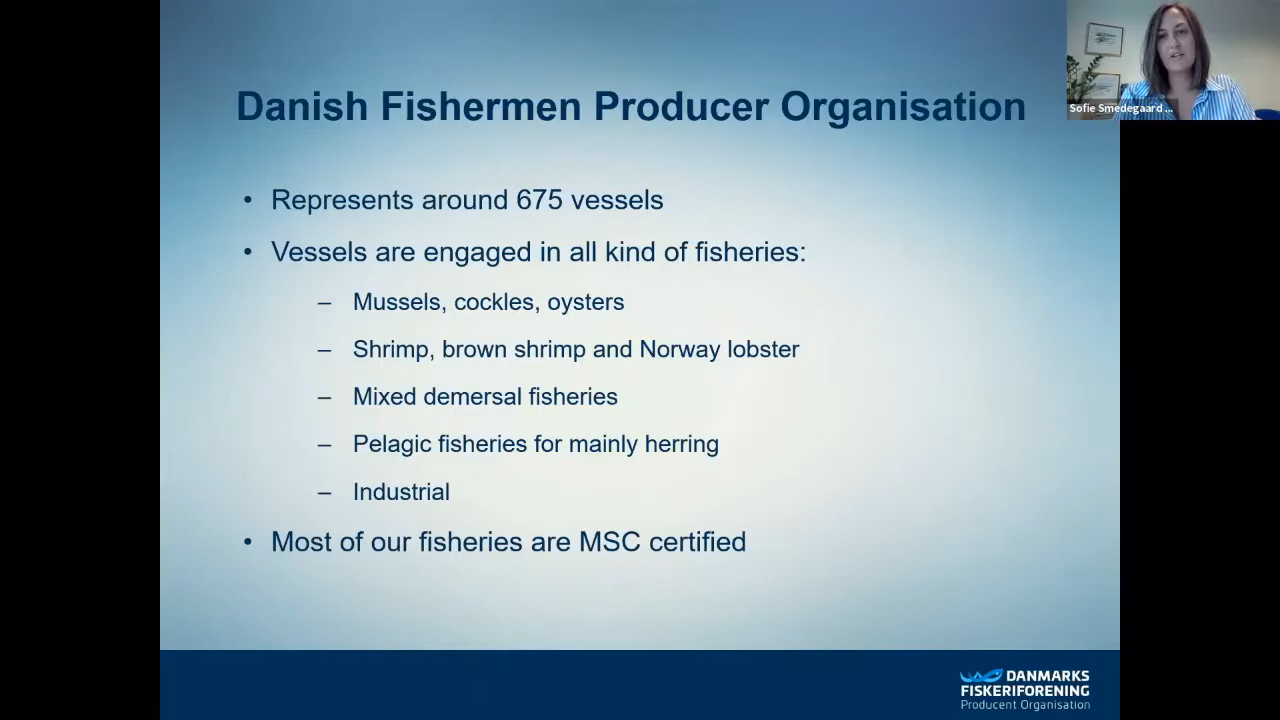 Danish Fishermen Producer Organisation
• Represents around 675 vessels
• Vessels are engaged in all kind of fisheries:
– Mussels, cockles, oysters
– Shrimp, brown shrimp and Norway lobster
– Mixed demersal fisheries
– Pelagic fisheries for mainly herring
– Industrial
• Most of our fisheries are MSC certified
Sofie Smedegaard ...
DANMARKS
FISKERIFORENING
Producent Organisation